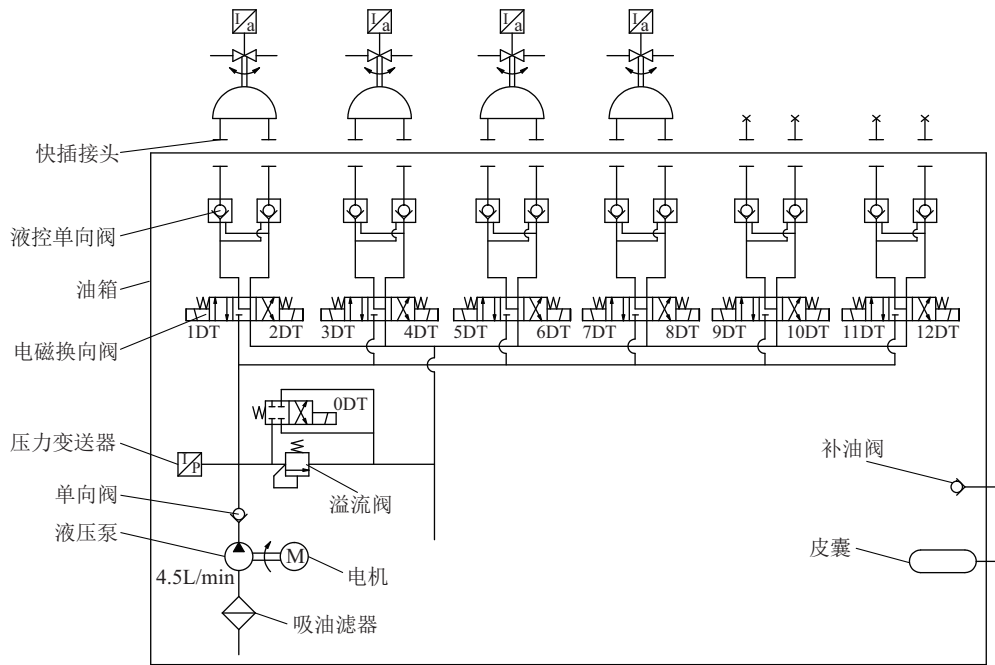 I a
I a
I a
I a
快插接头
液控单向阀
油箱
1DT
2DT
3DT
4DT
5DT
6DT
7DT
8DT
9DT
10DT
11DT
12DT
电磁换向阀
0DT
压力变送器
I P
溢流阀
补油阀
单向阀
液压泵
M
皮囊
4.5L/min
电机
吸油滤器